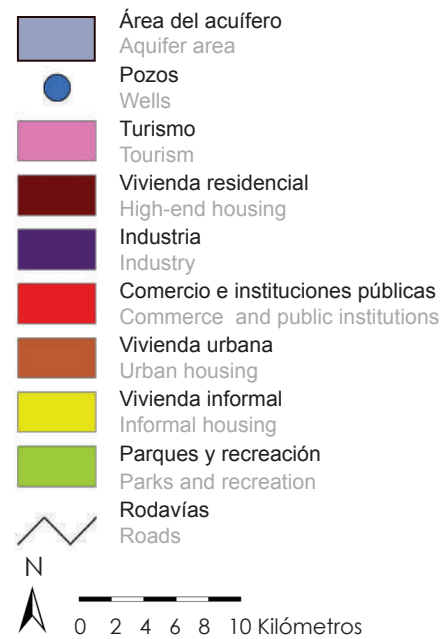 Área del acuífero
Aquifer area
Pozos
Wells
Turismo
Tourism
Vivienda residencial
High-end housing
Industria
Industry
Comercio e instituciones públicas
Commerce and public institutions
Vivienda urbana
Urban housing
Vivienda informal
Informal housing
Parques y recreación
Parks and recreation
Rodavías
Roads
N
0 2 4 6 8 10 Kilómetros